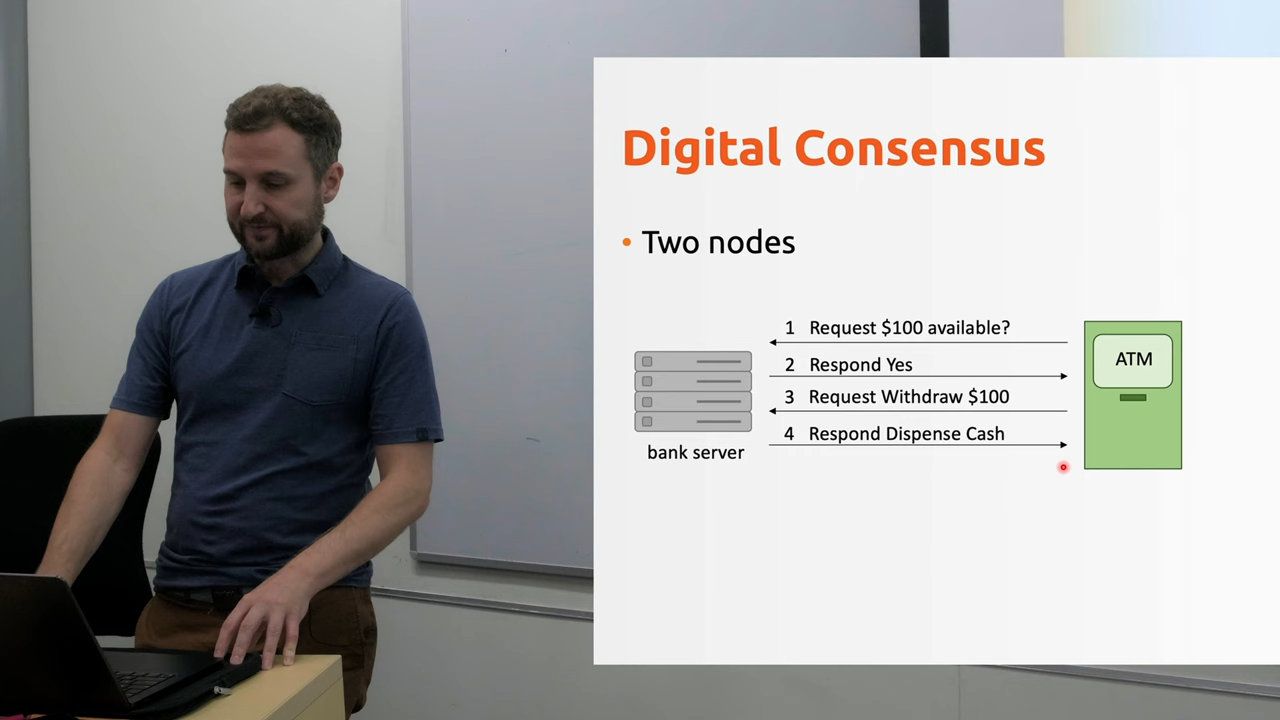 Digital Consensus
• Two nodes
1 Request $100 available?
2 Respond Yes
3 Request Withdraw $100
4 Respond Dispense Cash
bank server
ATM